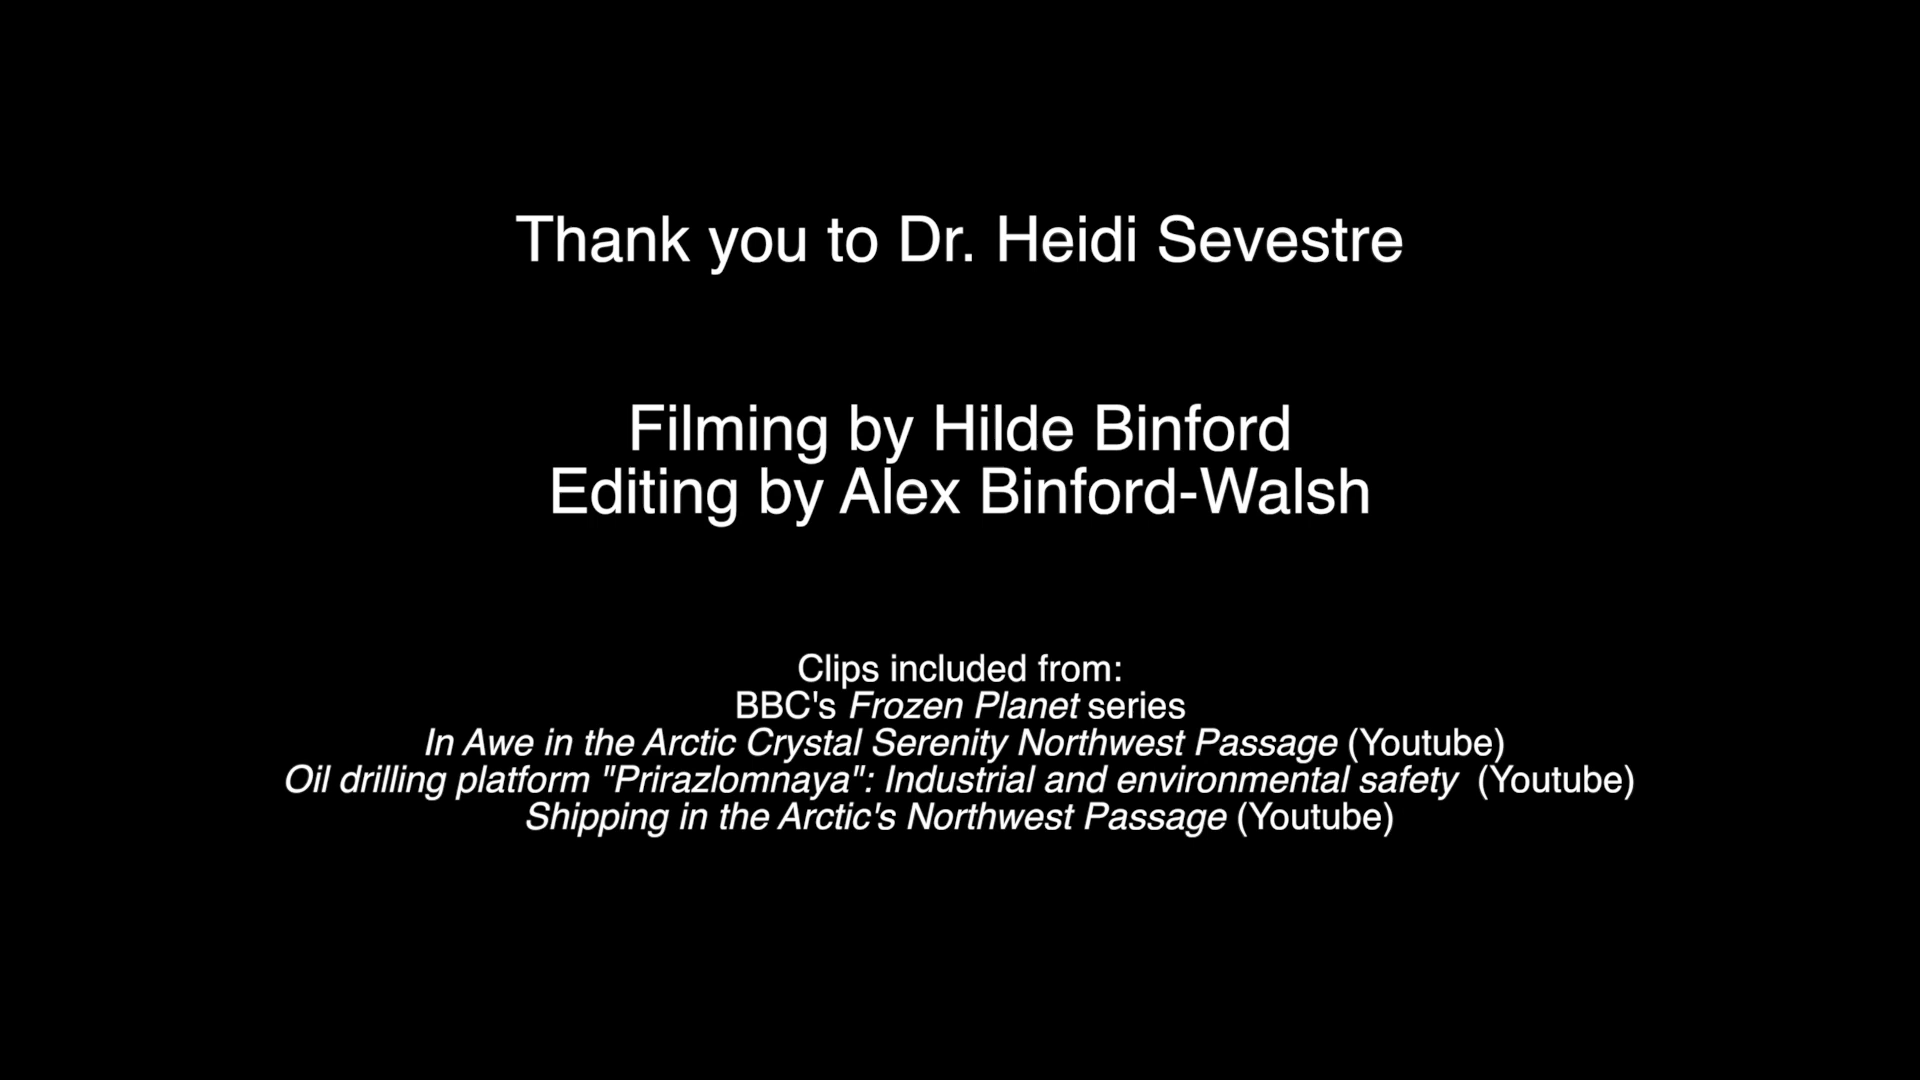 Thank you to Dr. Heidi Sevestre
Filming by Hilde Binford
Editing by Alex Binford-Walsh
Clips included from:
BBC's Frozen Planet series
In Awe in the Arctic Crystal Serenity Northwest Passage (Youtube)
Oil drilling platform "Prirazlomnaya": Industrial and environmental safety (Youtube)
Shipping in the Arctic's Northwest Passage (Youtube)